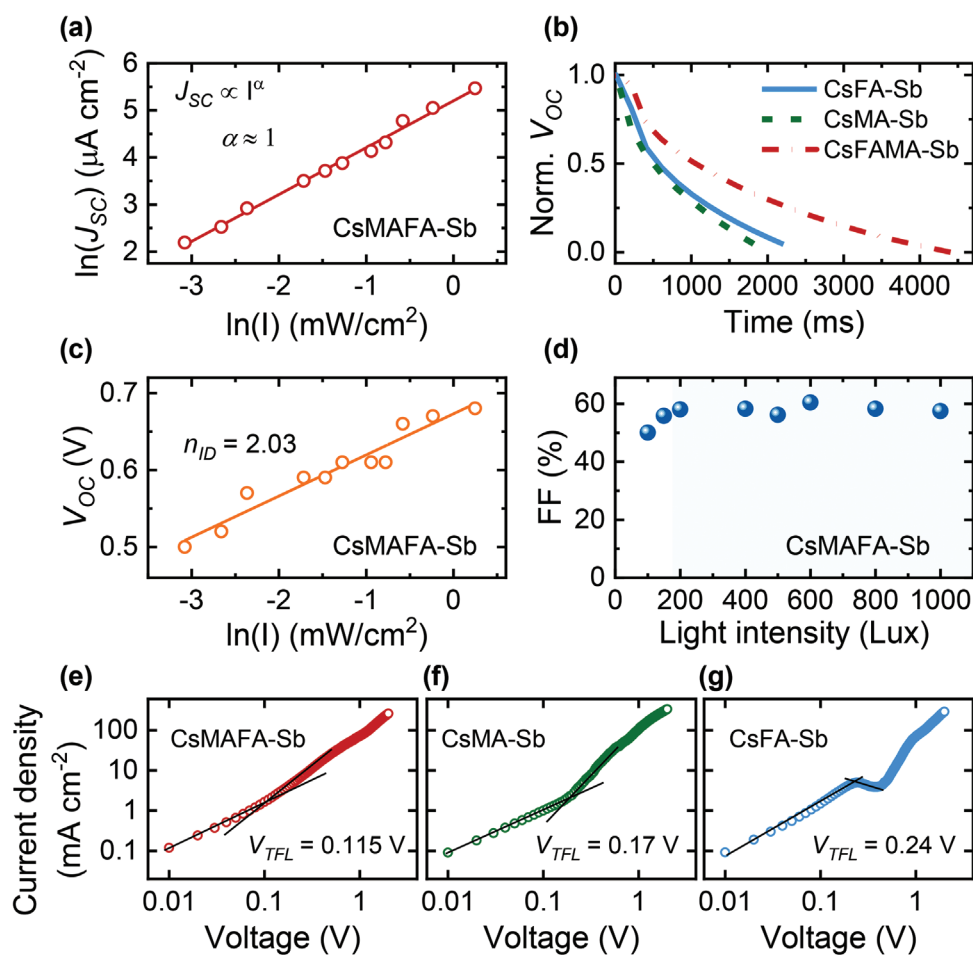 (a)
ln(J_SC) (μA cm⁻²)
6
5
4
3
2
J_SC ∝ I^α
α ≈ 1
CsMAFA-Sb
-3 -2 -1 0
ln(I) (mW/cm²)
(b)
Norm. V_OC
1.0
0.5
0.0
CsFA-Sb
CsMA-Sb
CsFAMA-Sb
0 1000 2000 3000 4000
Time (ms)
(c)
V_OC (V)
0.7
0.6
0.5
n_ID = 2.03
CsMAFA-Sb
-3 -2 -1 0
ln(I) (mW/cm²)
(d)
FF (%)
80
60
40
20
0
CsMAFA-Sb
0 200 400 600 800 1000
Light intensity (Lux)
(e)
Current density
(mA cm⁻²)
100
10
1
0.1
CsMAFA-Sb
V_TFL = 0.115 V
0.01 0.1 1
Voltage (V)
(f)
CsMA-Sb
V_TFL = 0.17 V
0.01 0.1 1
Voltage (V)
(g)
CsFA-Sb
V_TFL = 0.24 V
0.01 0.1 1
Voltage (V)